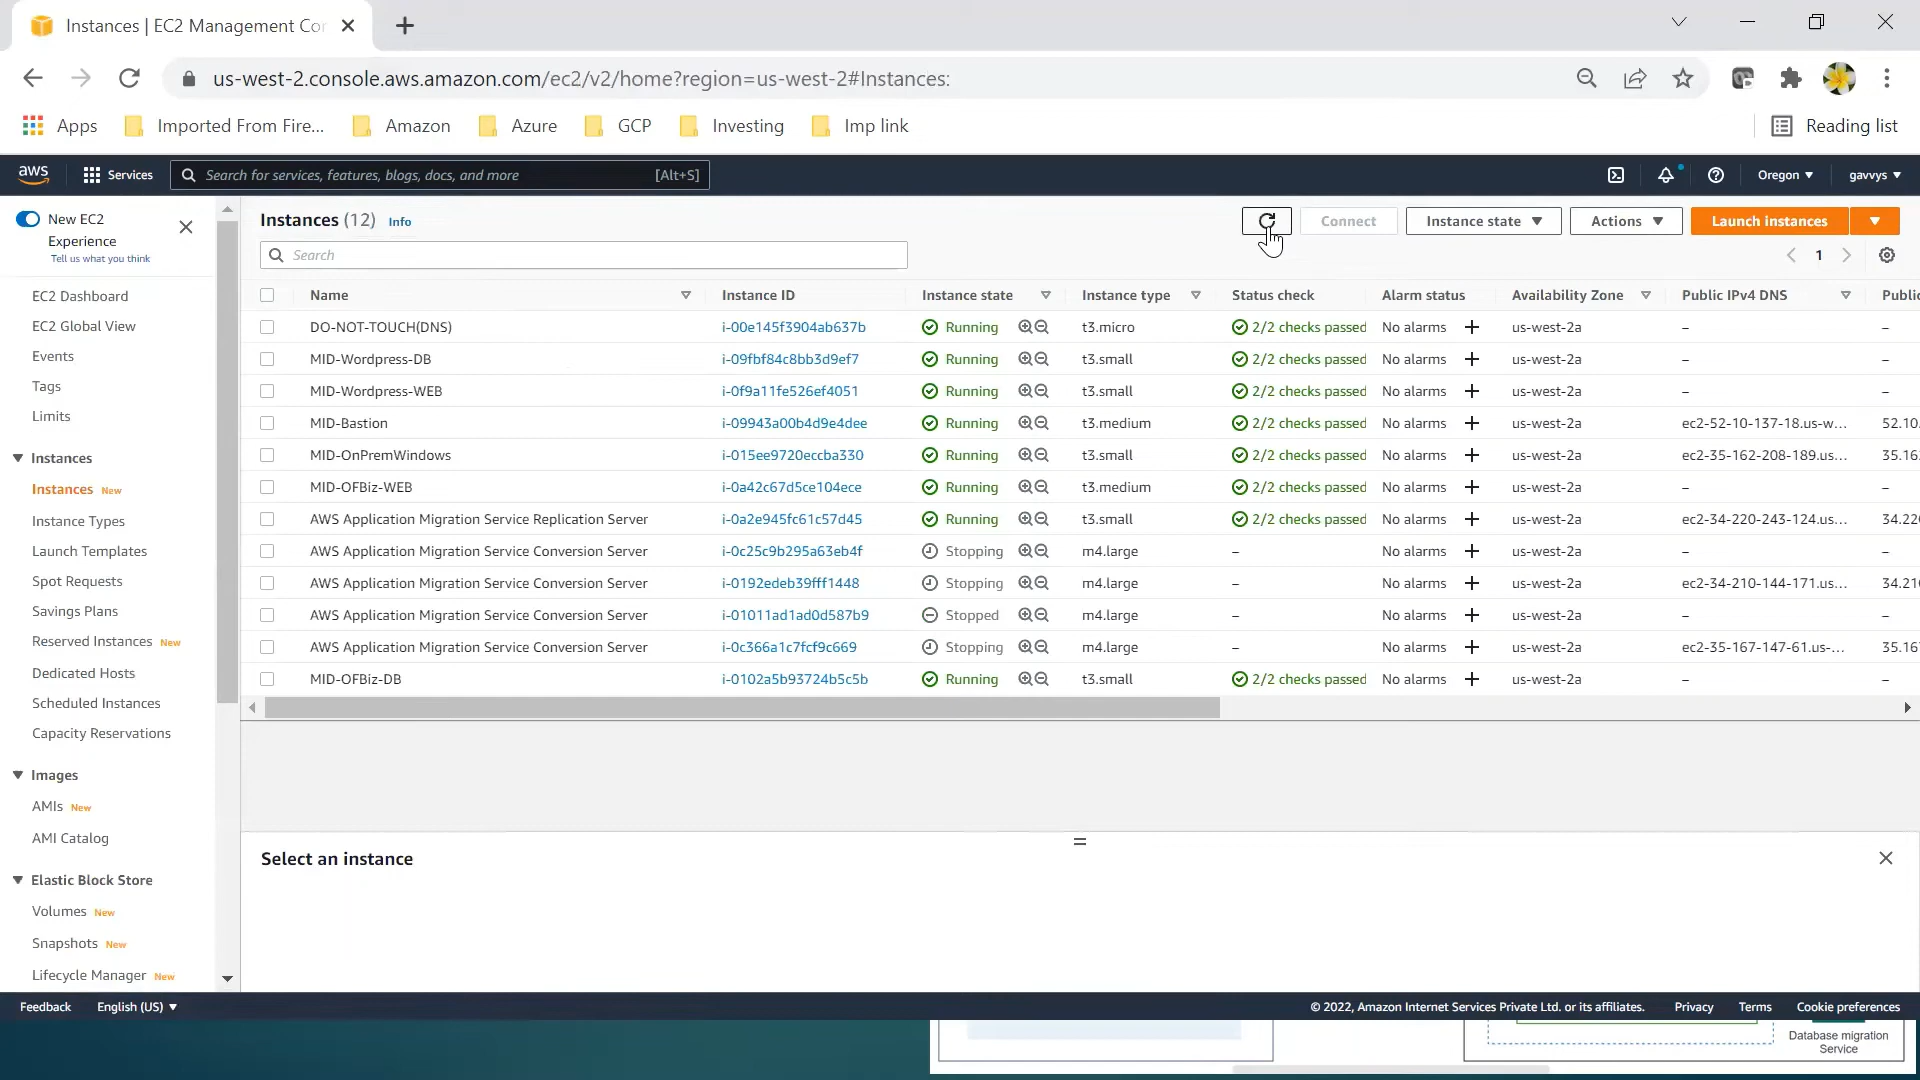 Instances | EC2 Management Cor
us-west-2.console.aws.amazon.com/ec2/v2/home?region=us-west-2#Instances:
Apps Imported From Fire... Amazon Azure GCP Investing Imp link Reading list
aws Services Search for services, features, blogs, docs, and more [Alt+S] Oregon gavvys
New EC2
Experience
Tell us what you think
EC2 Dashboard
EC2 Global View
Events
Tags
Limits
Instances
Instances New
Instance Types
Launch Templates
Spot Requests
Savings Plans
Reserved Instances New
Dedicated Hosts
Scheduled Instances
Capacity Reservations
Images
AMIs New
AMI Catalog
Elastic Block Store
Volumes New
Snapshots New
Lifecycle Manager New
Instances (12) Info Connect Instance state Actions Launch instances
Search 1
Name Instance ID Instance state Instance type Status check Alarm status Availability Zone Public IPv4 DNS Public
DO-NOT-TOUCH(DNS) i-00e145f3904ab637b Running t3.micro 2/2 checks passed No alarms + us-west-2a – –
MID-Wordpress-DB i-09fbf84c8bb3d9ef7 Running t3.small 2/2 checks passed No alarms + us-west-2a – –
MID-Wordpress-WEB i-0f9a11fe526ef4051 Running t3.small 2/2 checks passed No alarms + us-west-2a – –
MID-Bastion i-09943a00b4d9e4dee Running t3.medium 2/2 checks passed No alarms + us-west-2a ec2-52-10-137-18.us-w... 52.10.
MID-OnPremWindows i-015ee9720eccba330 Running t3.small 2/2 checks passed No alarms + us-west-2a ec2-35-162-208-189.us... 35.16
MID-OFBiz-WEB i-0a42c67d5ce104ece Running t3.medium 2/2 checks passed No alarms + us-west-2a – –
AWS Application Migration Service Replication Server i-0a2e945fc61c57d45 Running t3.small 2/2 checks passed No alarms + us-west-2a ec2-34-220-243-124.us... 34.22
AWS Application Migration Service Conversion Server i-0c25c9b295a63eb4f Stopping m4.large – No alarms + us-west-2a – –
AWS Application Migration Service Conversion Server i-0192edeb39fff1448 Stopping m4.large – No alarms + us-west-2a ec2-34-210-144-171.us... 34.21
AWS Application Migration Service Conversion Server i-01011ad1ad0d587b9 Stopped m4.large – No alarms + us-west-2a – –
AWS Application Migration Service Conversion Server i-0c366a1c7fcf9c669 Stopping m4.large – No alarms + us-west-2a ec2-35-167-147-61.us-... 35.16
MID-OFBiz-DB i-0102a5b93724b5c5b Running t3.small 2/2 checks passed No alarms + us-west-2a – –
Select an instance
Feedback English (US) © 2022, Amazon Internet Services Private Ltd. or its affiliates. Privacy Terms Cookie preferences
Database migration
Service